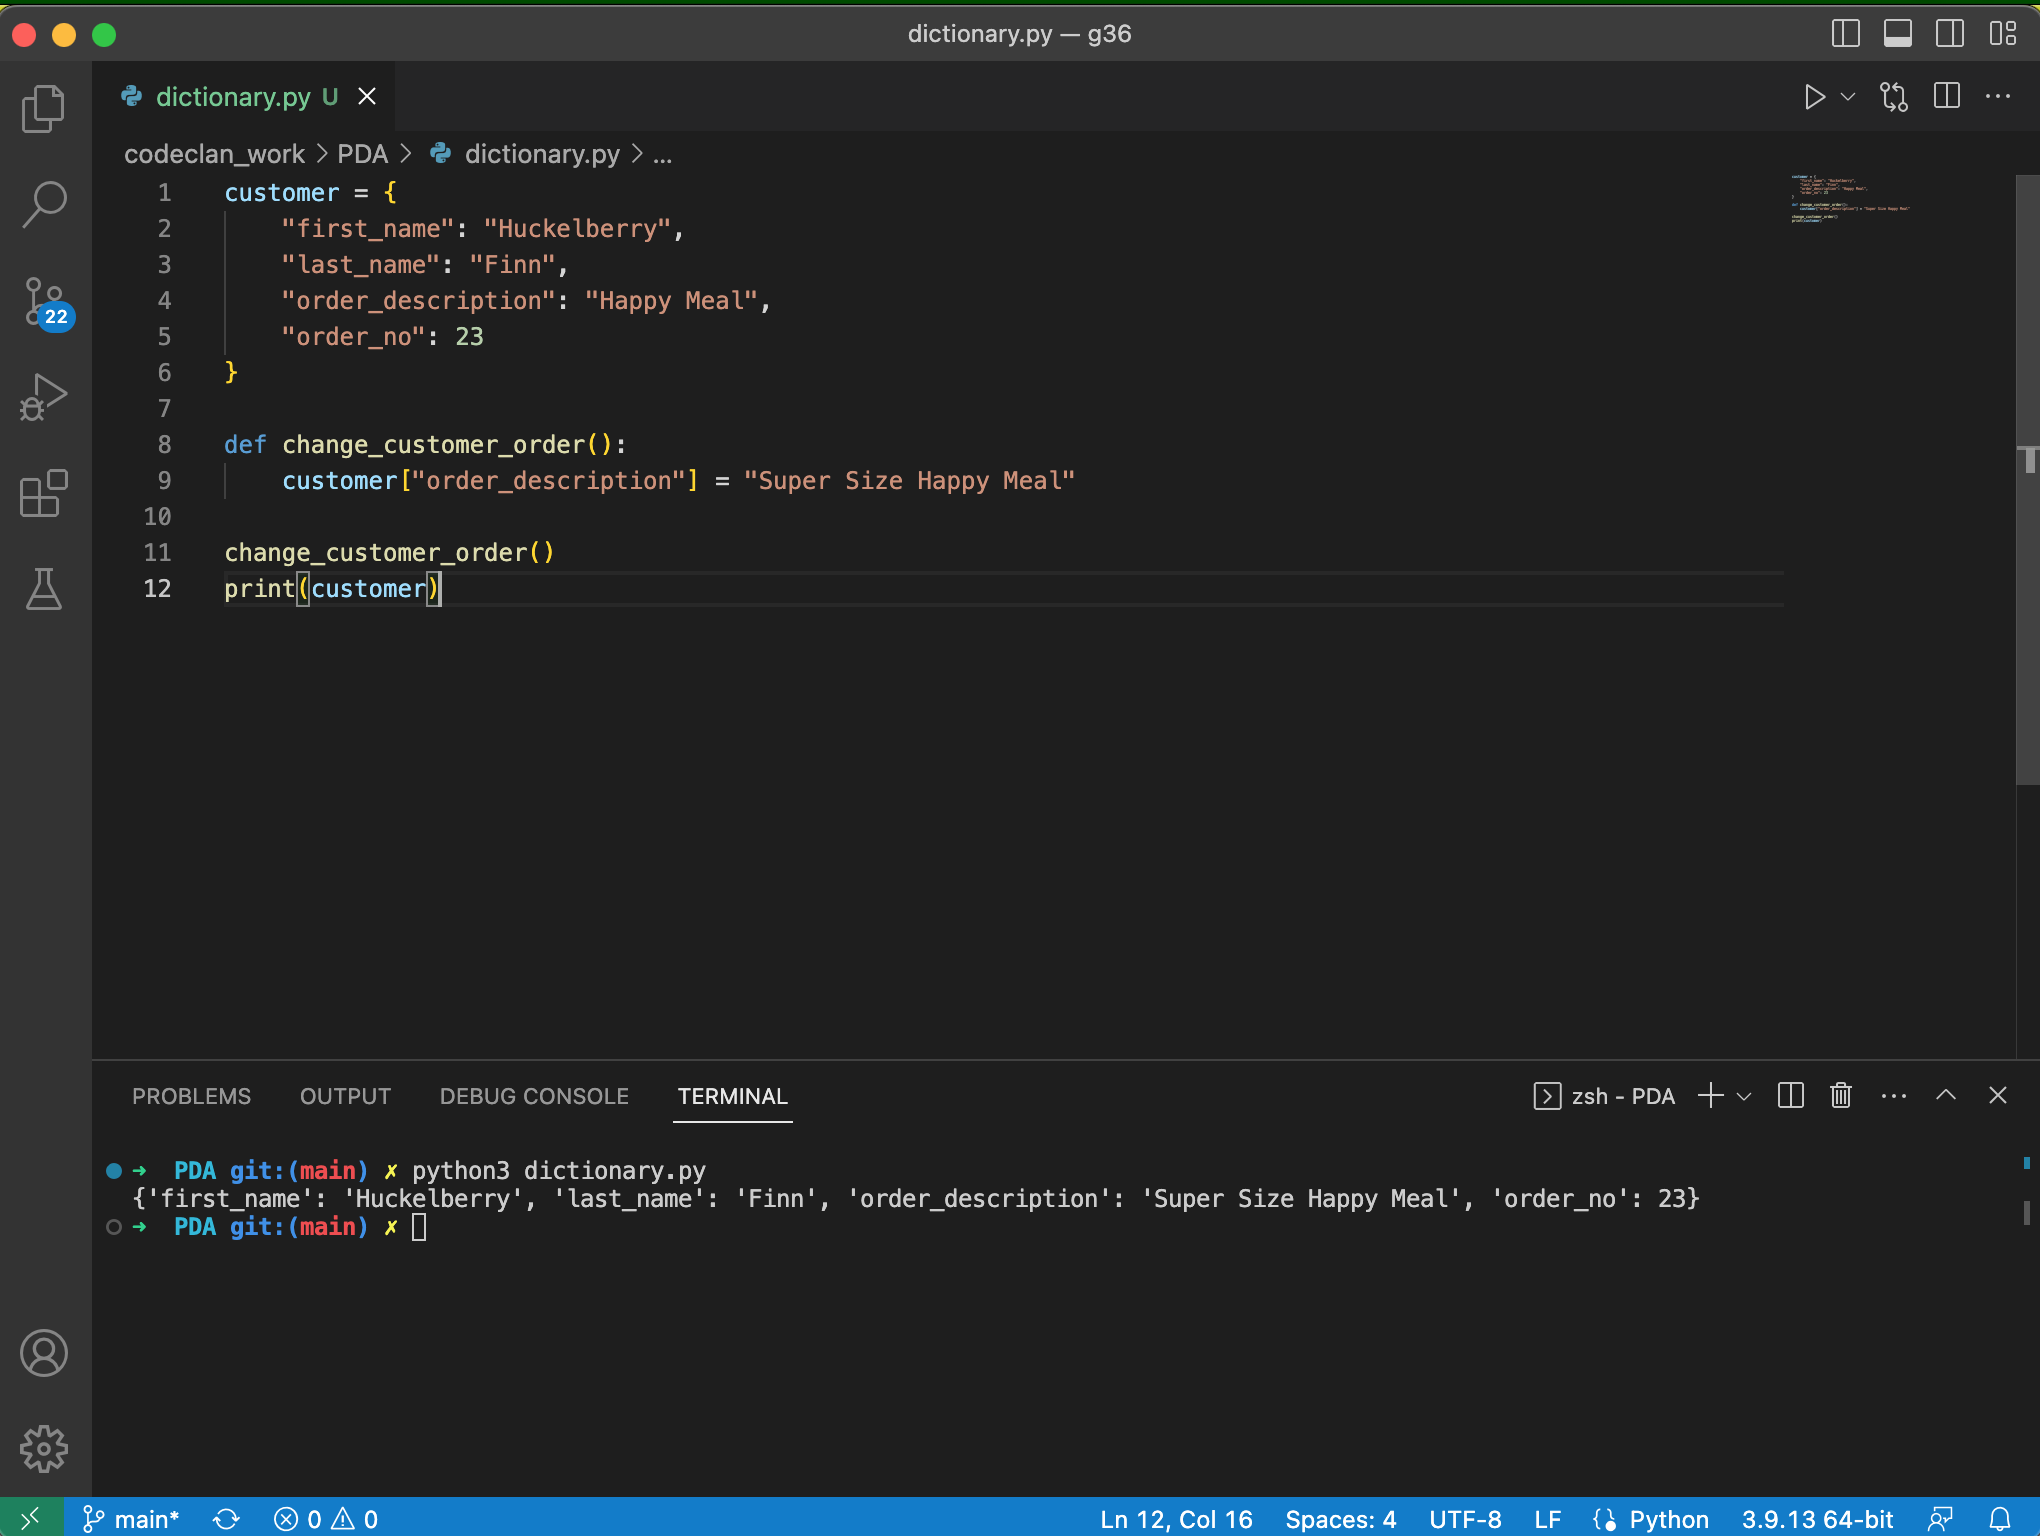 dictionary.py — g36
dictionary.py U
codeclan_work > PDA > dictionary.py > ...
1 customer = {
2     "first_name": "Huckelberry",
3     "last_name": "Finn",
4     "order_description": "Happy Meal",
5     "order_no": 23
6 }
7
8 def change_customer_order():
9     customer["order_description"] = "Super Size Happy Meal"
10
11 change_customer_order()
12 print(customer)
22
PROBLEMS OUTPUT DEBUG CONSOLE TERMINAL zsh - PDA
→ PDA git:(main) ✗ python3 dictionary.py
{'first_name': 'Huckelberry', 'last_name': 'Finn', 'order_description': 'Super Size Happy Meal', 'order_no': 23}
→ PDA git:(main) ✗
main* 0 0 Ln 12, Col 16 Spaces: 4 UTF-8 LF Python 3.9.13 64-bit